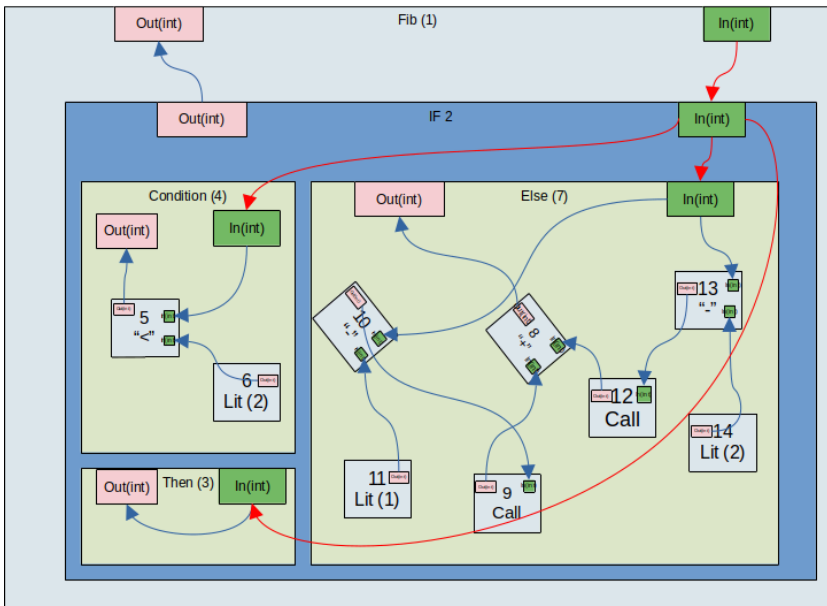 Fib (1)
Out(int)
In(int)
IF 2
Out(int)
In(int)
Condition (4)
Out(int)
In(int)
5
“<”
6
Lit (2)
Then (3)
Out(int)
In(int)
Else (7)
Out(int)
In(int)
10
“-”
8
“+”
13
“-”
12
Call
14
Lit (2)
11
Lit (1)
9
Call